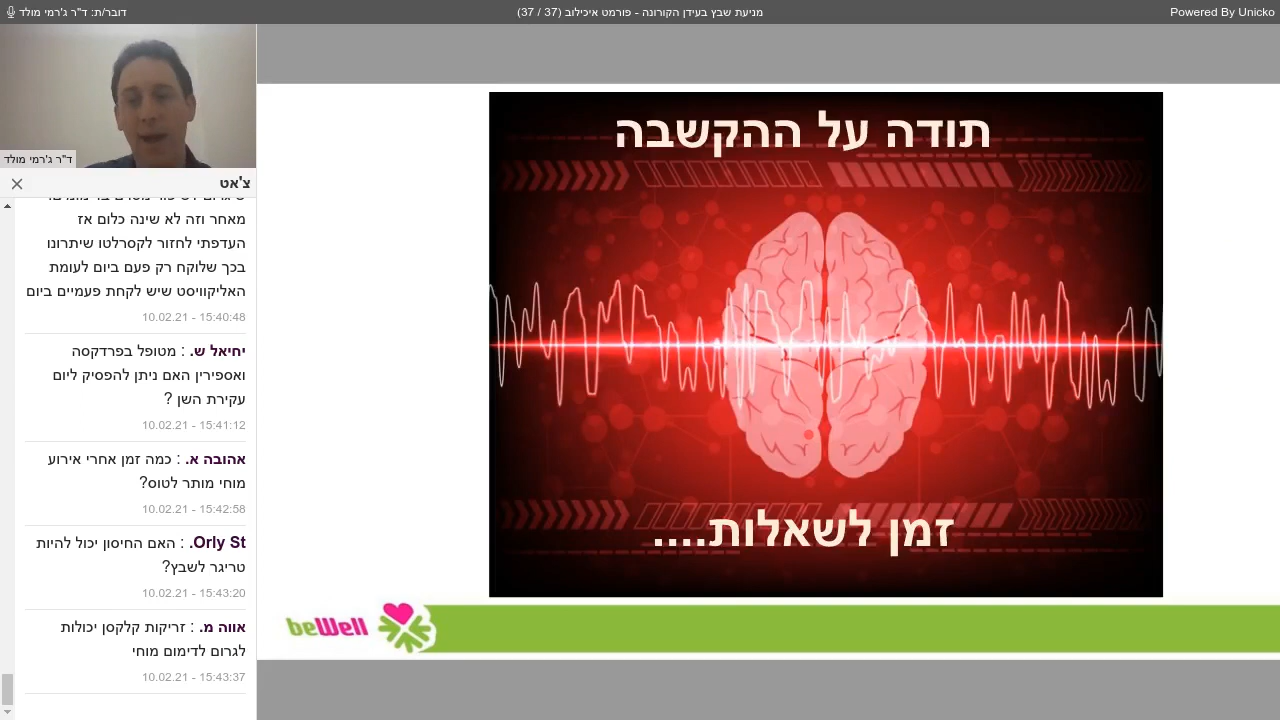 דובר/ת: ד"ר ג'רמי מולד
מניעת שבץ בעידן הקורונה - פורמט איכילוב (37 / 37)
Powered By Unicko
ד"ר ג'רמי מולד
צ'אט
מאחר וזה לא שינה כלום אז
העדפתי לחזור לקסרלטו שיתרונו
בכך שלוקח רק פעם ביום לעומת
האליקוויסט שיש לקחת פעמיים ביום
10.02.21 - 15:40:48
יחיאל ש. : מטופל בפרדקסה
ואספירין האם ניתן להפסיק ליום
עקירת השן ?
10.02.21 - 15:41:12
אהובה א. : כמה זמן אחרי אירוע
מוחי מותר לטוס?
10.02.21 - 15:42:58
Orly St. : האם החיסון יכול להיות
טריגר לשבץ?
10.02.21 - 15:43:20
אווה מ. : זריקות קלקסן יכולות
לגרום לדימום מוחי
10.02.21 - 15:43:37
תודה על ההקשבה
זמן לשאלות....
beWell